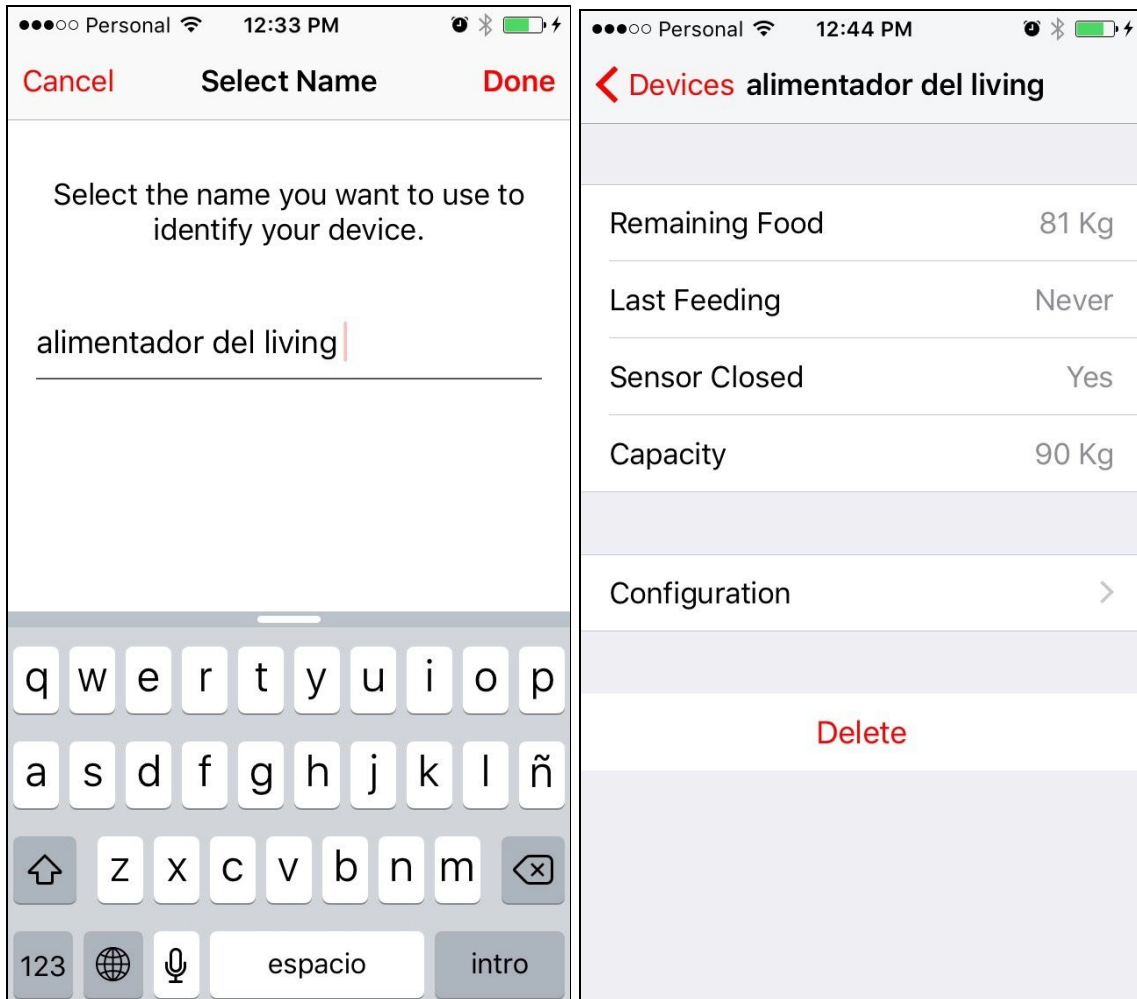 Personal 12:33 PM
Cancel Select Name Done
Select the name you want to use to
identify your device.
alimentador del living
q w e r t y u i o p
a s d f g h j k l ñ
z x c v b n m
123 espacio intro
Personal 12:44 PM
Devices alimentador del living
Remaining Food 81 Kg
Last Feeding Never
Sensor Closed Yes
Capacity 90 Kg
Configuration
Delete